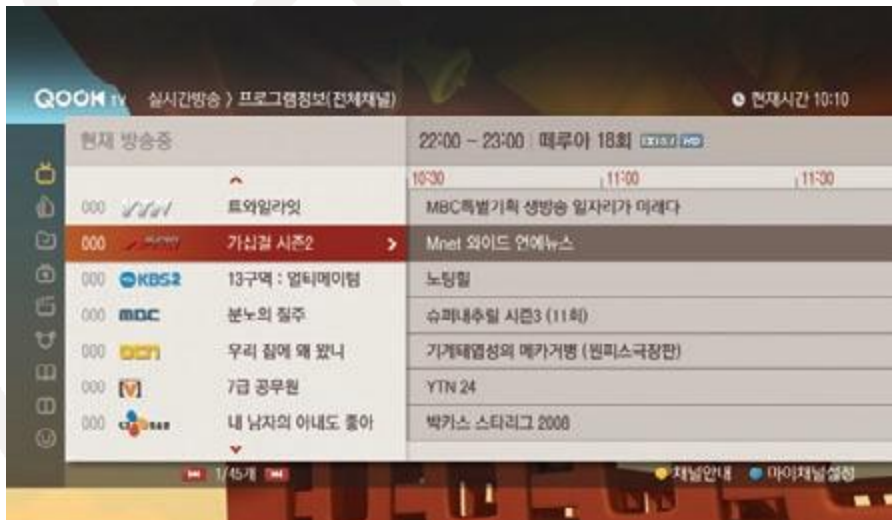 QOOK TV 실시간방송 > 프로그램정보(전체채널) 현재시간 10:10
현재 방송중 22:00 - 23:00 떼루아 18회 HD
10:30 11:00 11:30
000 트와일라잇 MBC특별기획 생방송 일자리가 미래다
000 가십걸 시즌2 > Mnet 와이드 연예뉴스
000 KBS2 13구역 : 얼티메이텀 노팅힐
000 mbc 분노의 질주 슈퍼내추럴 시즌3 (11회)
000 OCN 우리 집에 왜 왔니 기계태엽성의 메카거병 (원피스극장판)
000 [V] 7급 공무원 YTN 24
000 내 남자의 아내도 좋아 박카스 스타리그 2008
1/45개 채널안내 마이채널설정